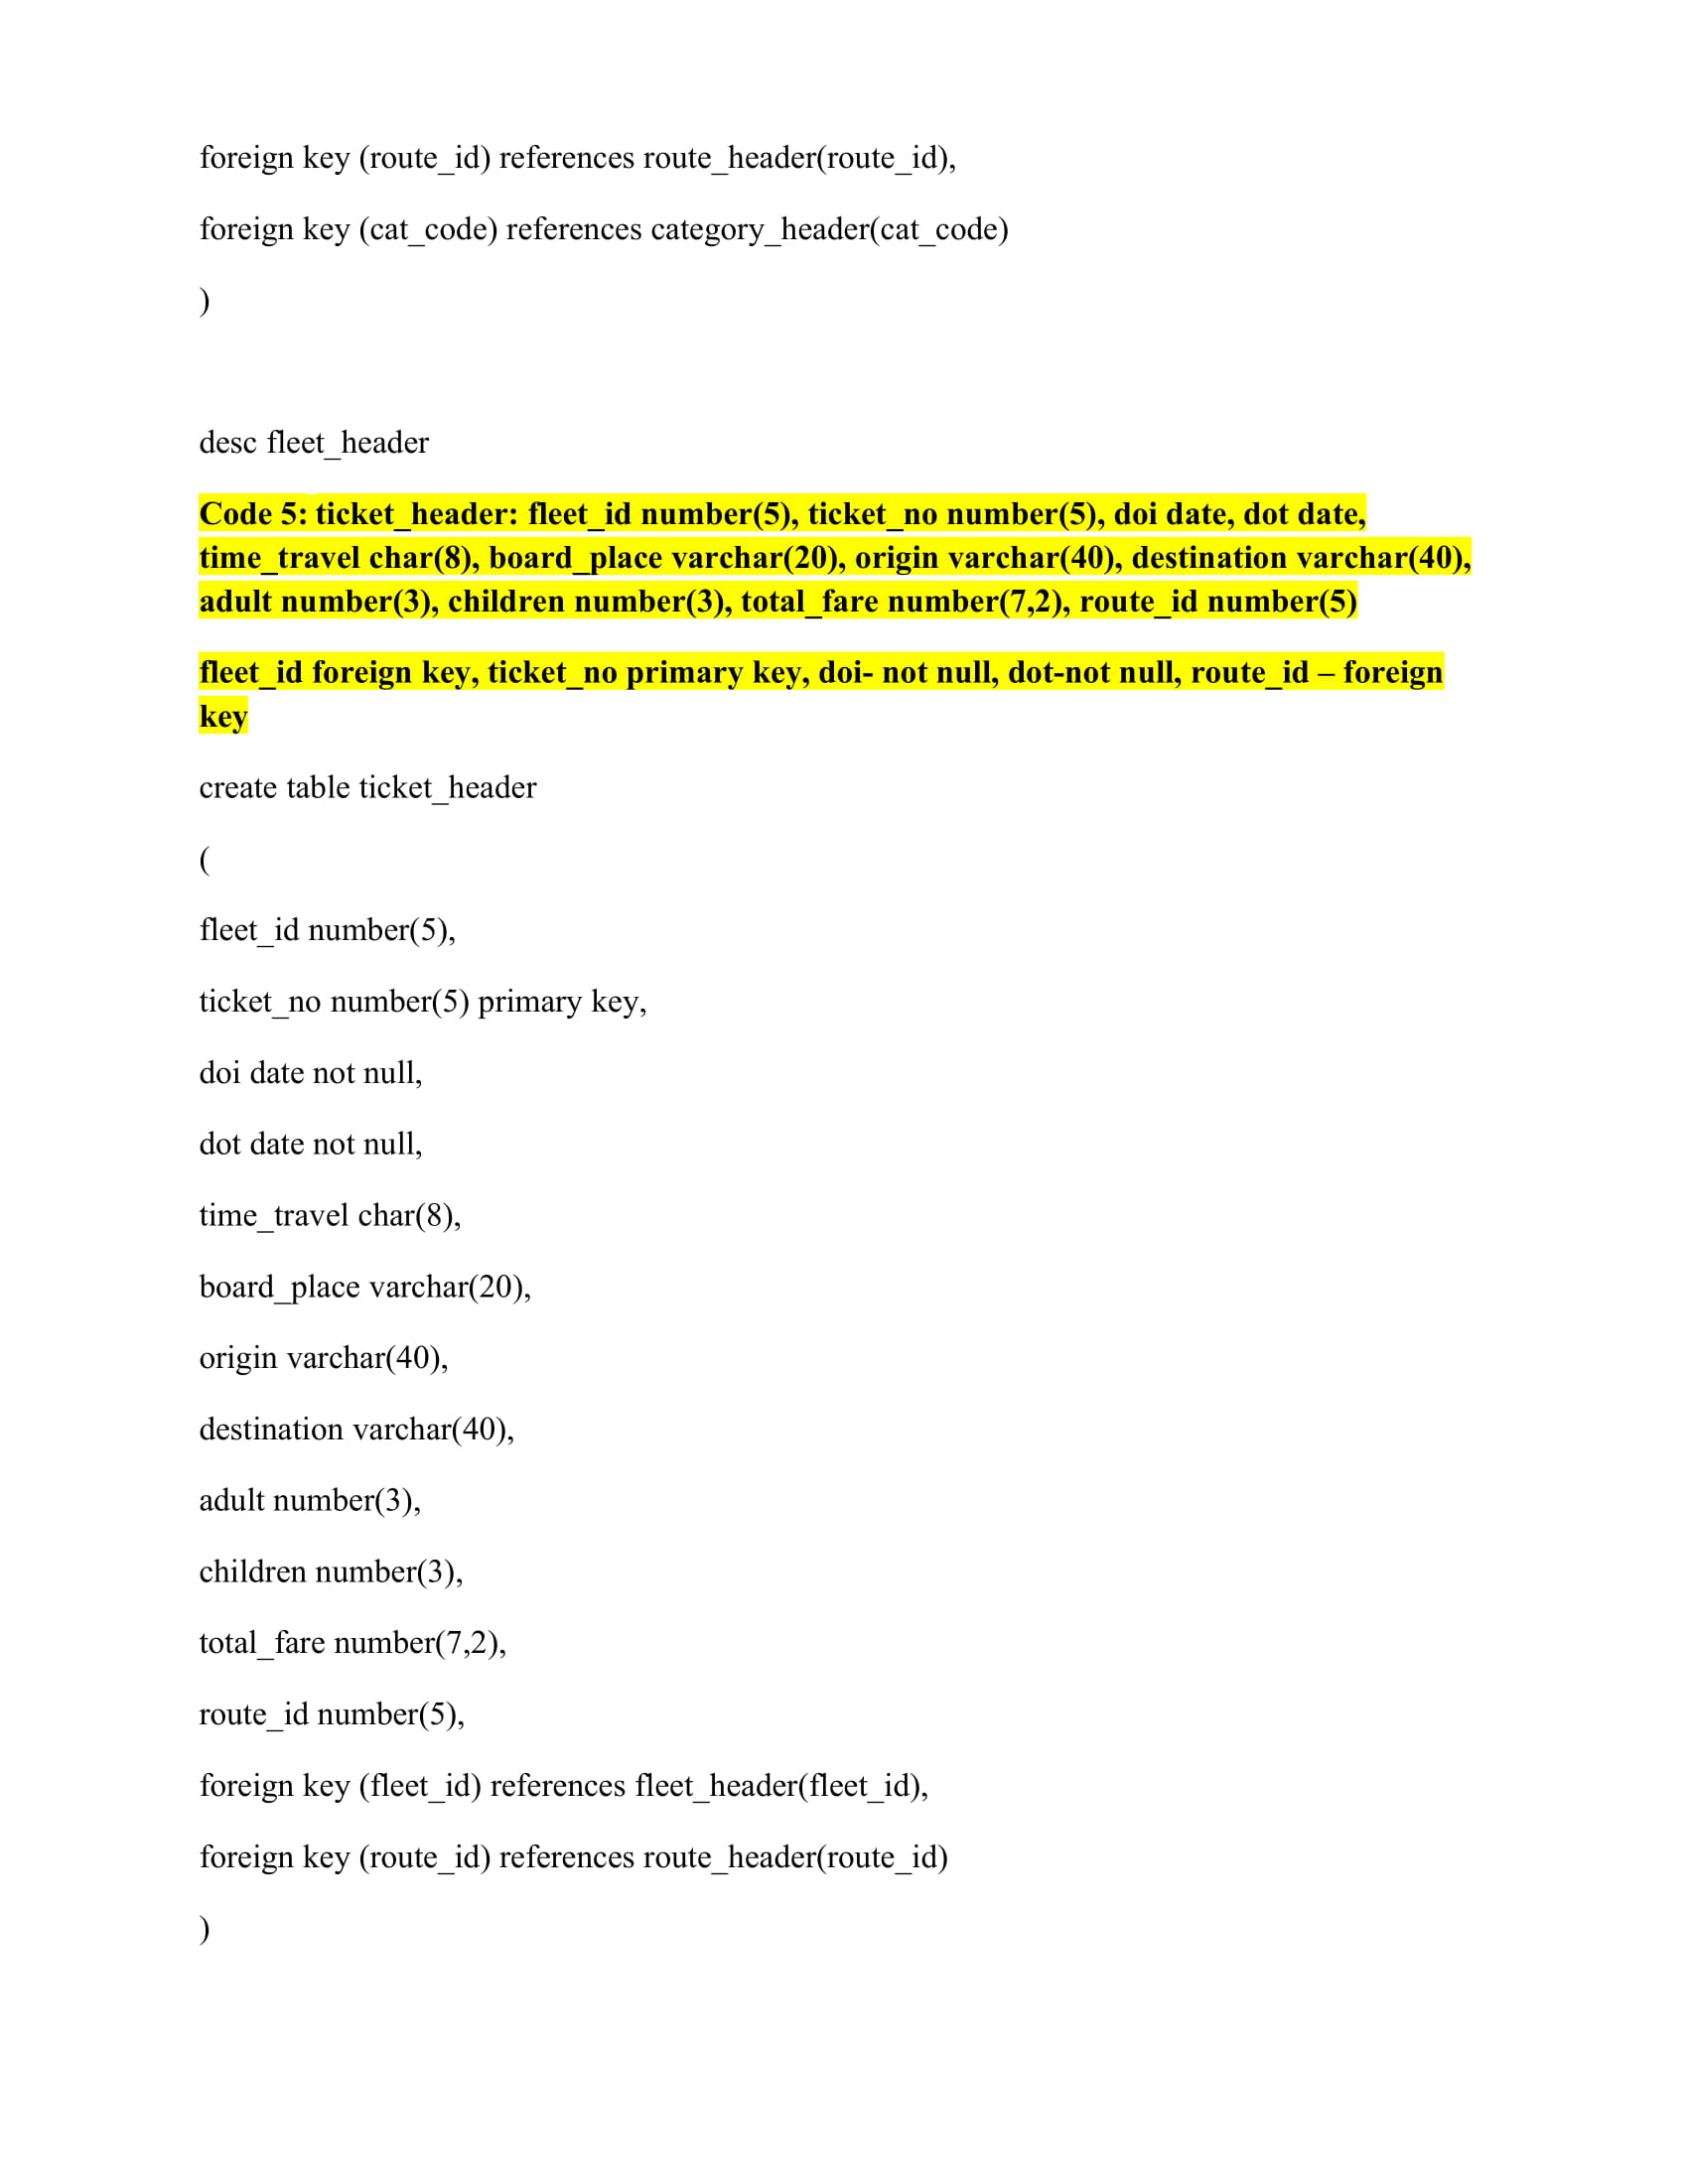 foreign key (route_id) references route_header(route_id),
foreign key (cat_code) references category_header(cat_code)
)
desc fleet_header
Code 5: ticket_header: fleet_id number(5), ticket_no number(5), doi date, dot date,
time_travel char(8), board_place varchar(20), origin varchar(40), destination varchar(40),
adult number(3), children number(3), total_fare number(7,2), route_id number(5)
fleet_id foreign key, ticket_no primary key, doi- not null, dot-not null, route_id – foreign
key
create table ticket_header
(
fleet_id number(5),
ticket_no number(5) primary key,
doi date not null,
dot date not null,
time_travel char(8),
board_place varchar(20),
origin varchar(40),
destination varchar(40),
adult number(3),
children number(3),
total_fare number(7,2),
route_id number(5),
foreign key (fleet_id) references fleet_header(fleet_id),
foreign key (route_id) references route_header(route_id)
)